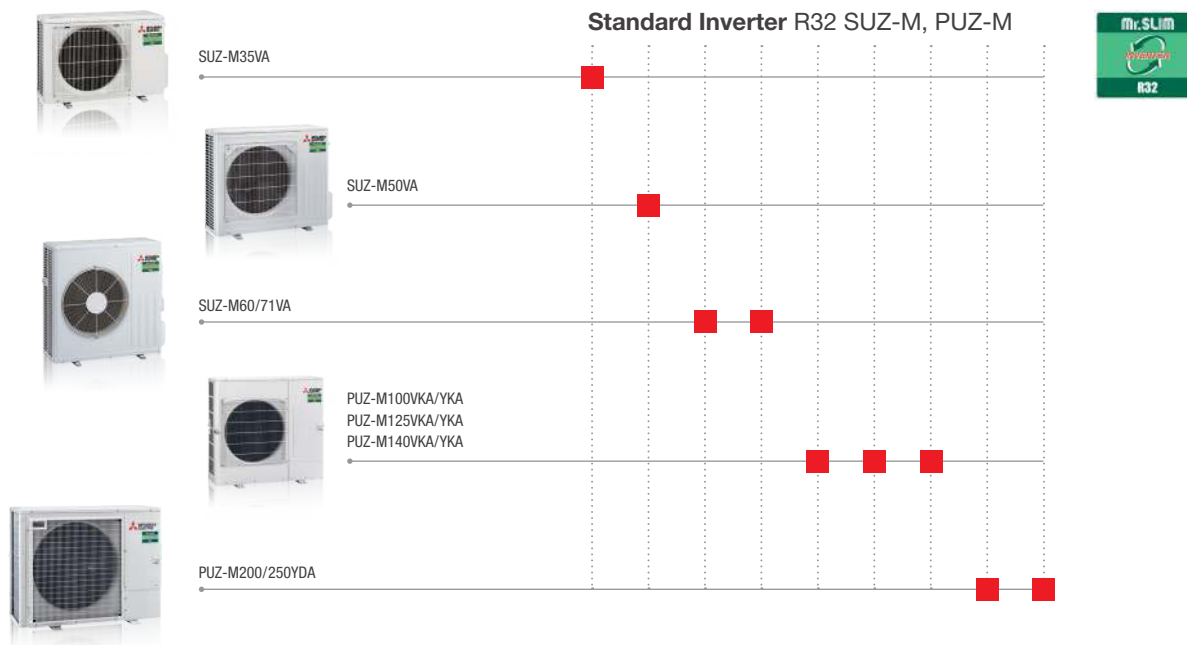 Standard Inverter R32 SUZ-M, PUZ-M
Mr.SLIM
INVERTER
R32
SUZ-M35VA
SUZ-M50VA
SUZ-M60/71VA
PUZ-M100VKA/YKA
PUZ-M125VKA/YKA
PUZ-M140VKA/YKA
PUZ-M200/250YDA